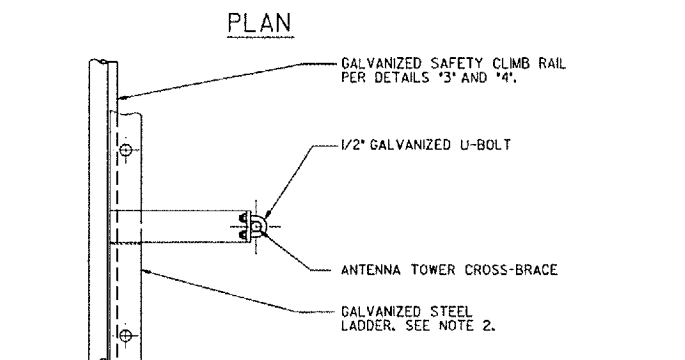 PLAN
GALVANIZED SAFETY CLIMB RAIL
PER DETAILS "3" AND "4".
1/2" GALVANIZED U-BOLT
ANTENNA TOWER CROSS-BRACE
GALVANIZED STEEL
LADDER. SEE NOTE 2.